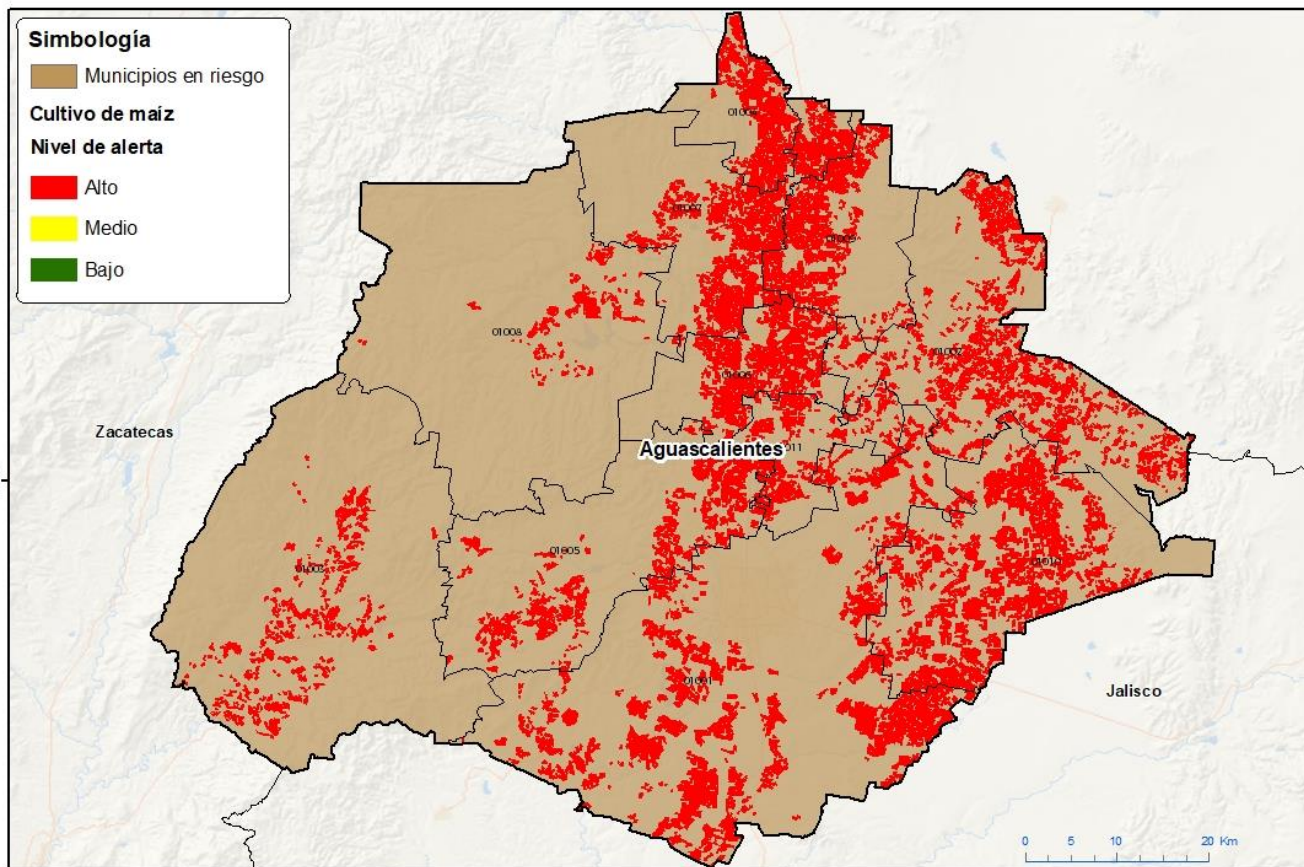 Simbología
Municipios en riesgo
Cultivo de maíz
Nivel de alerta
Alto
Medio
Bajo
01008
Zacatecas
Aguascalientes
01005
01001
Jalisco
0 5 10 20 Km